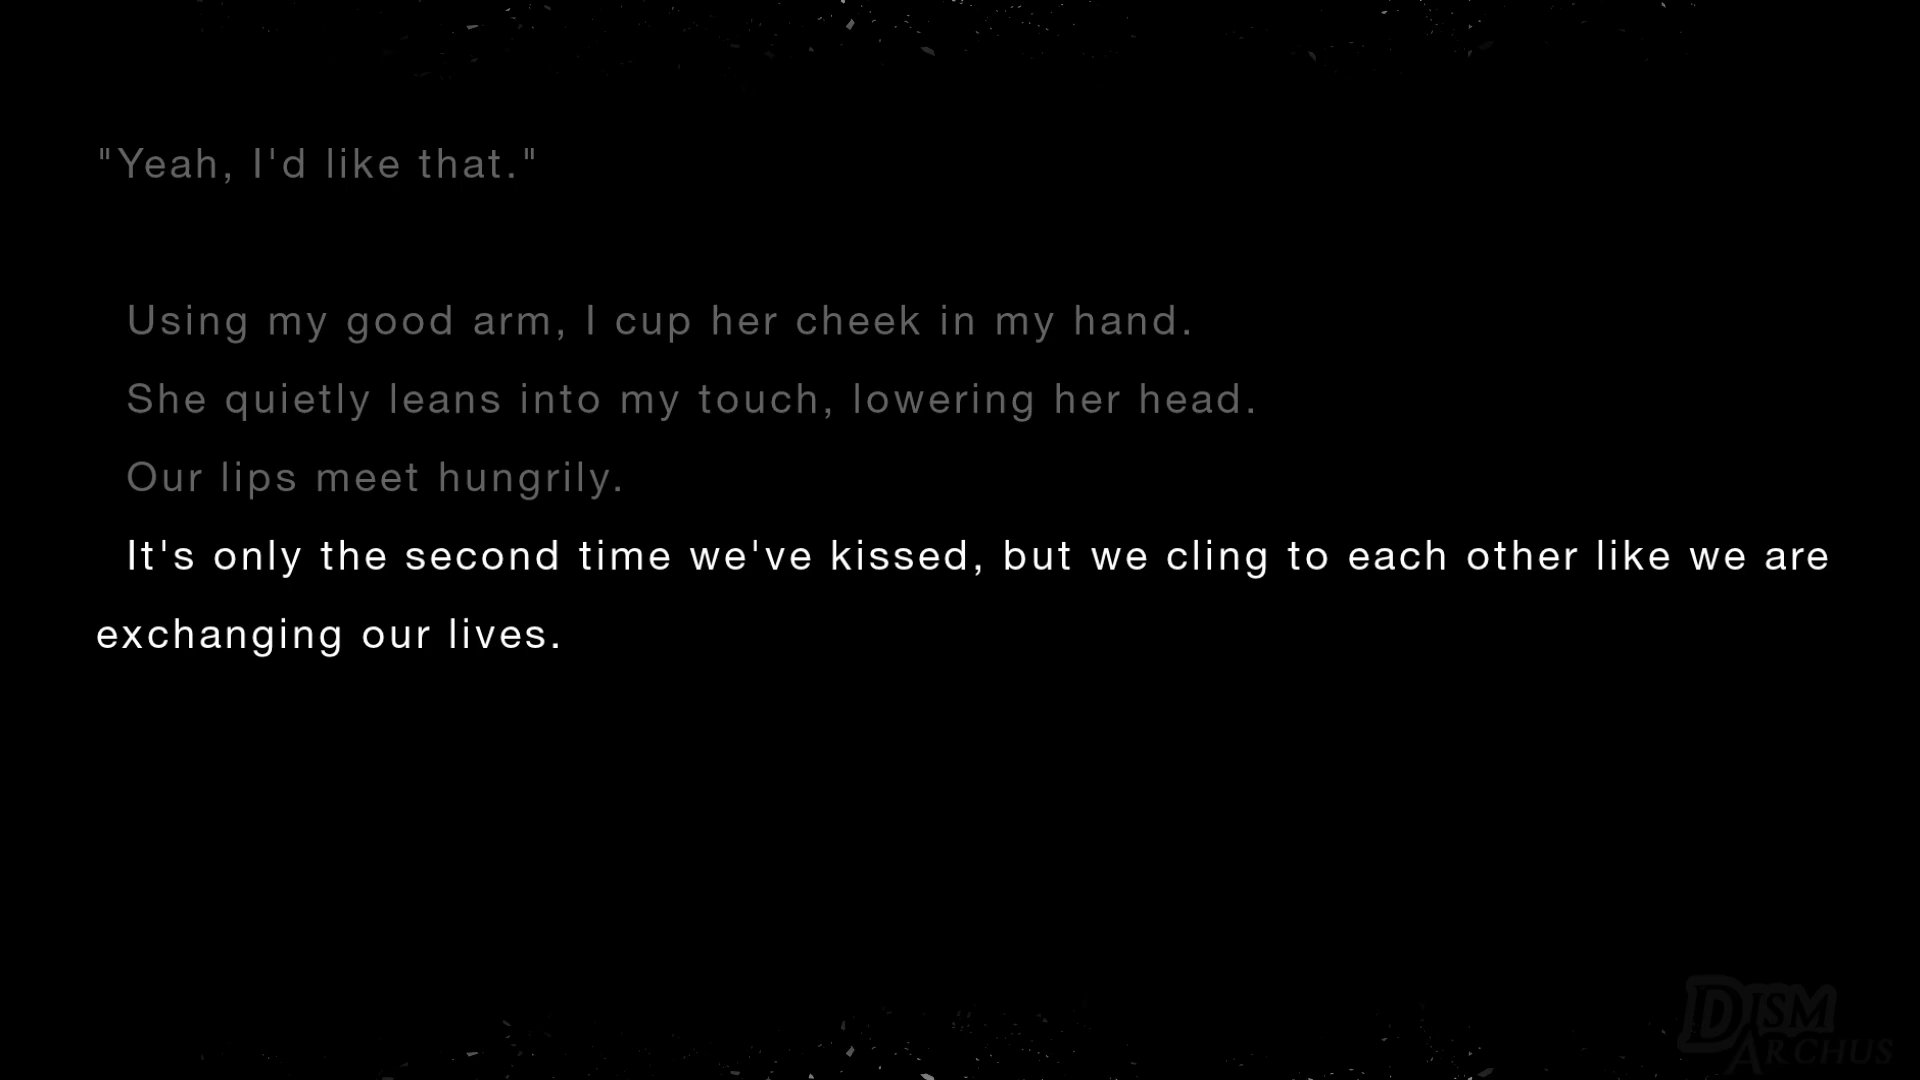 "Yeah, I'd like that."
Using my good arm, I cup her cheek in my hand.
She quietly leans into my touch, lowering her head.
Our lips meet hungrily.
It's only the second time we've kissed, but we cling to each other like we are
exchanging our lives.
DISM
ARCHUS